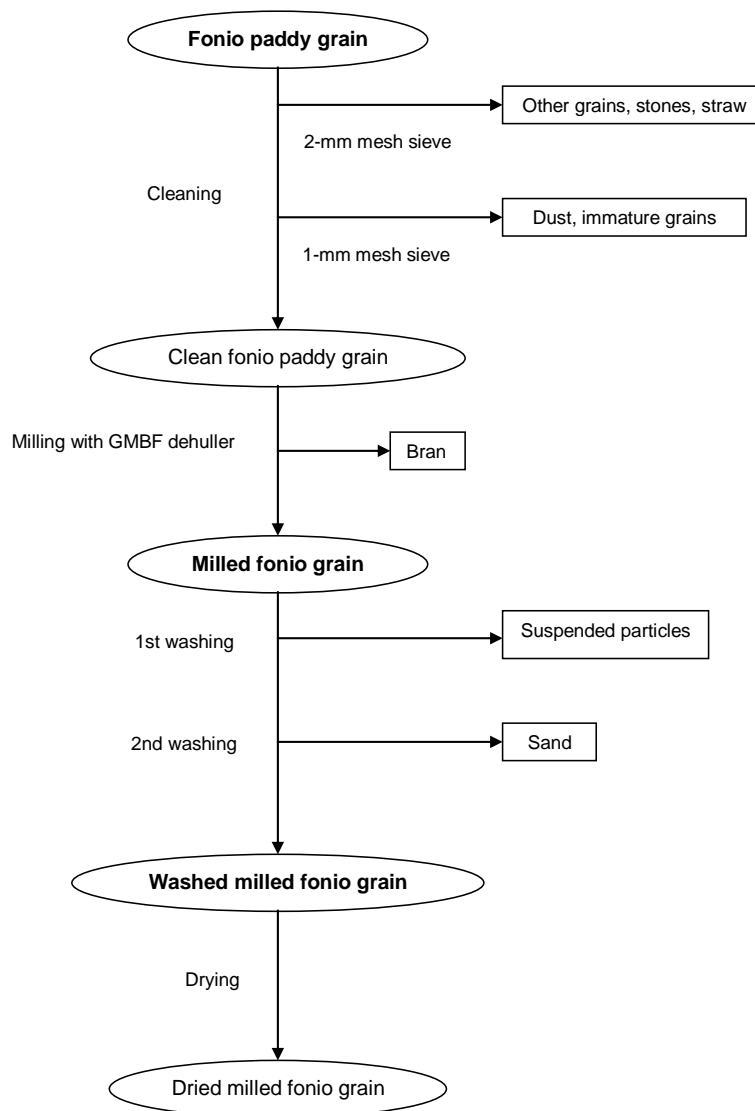 Fonio paddy grain
Other grains, stones, straw
2-mm mesh sieve
Cleaning
Dust, immature grains
1-mm mesh sieve
Clean fonio paddy grain
Milling with GMBF dehuller
Bran
Milled fonio grain
1st washing
Suspended particles
2nd washing
Sand
Washed milled fonio grain
Drying
Dried milled fonio grain